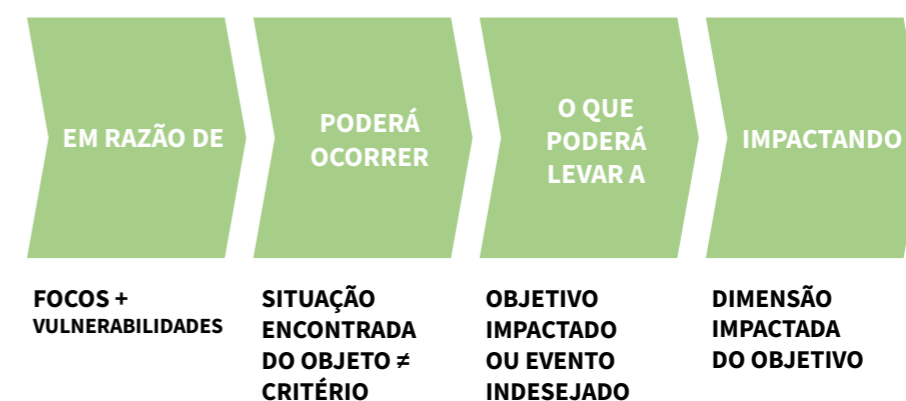 EM RAZÃO DE
PODERÁ
OCORRER
O QUE
PODERÁ
LEVAR A
IMPACTANDO
FOCOS +
VULNERABILIDADES
SITUAÇÃO
ENCONTRADA
DO OBJETO ≠
CRITÉRIO
OBJETIVO
IMPACTADO
OU EVENTO
INDESEJADO
DIMENSÃO
IMPACTADA
DO OBJETIVO